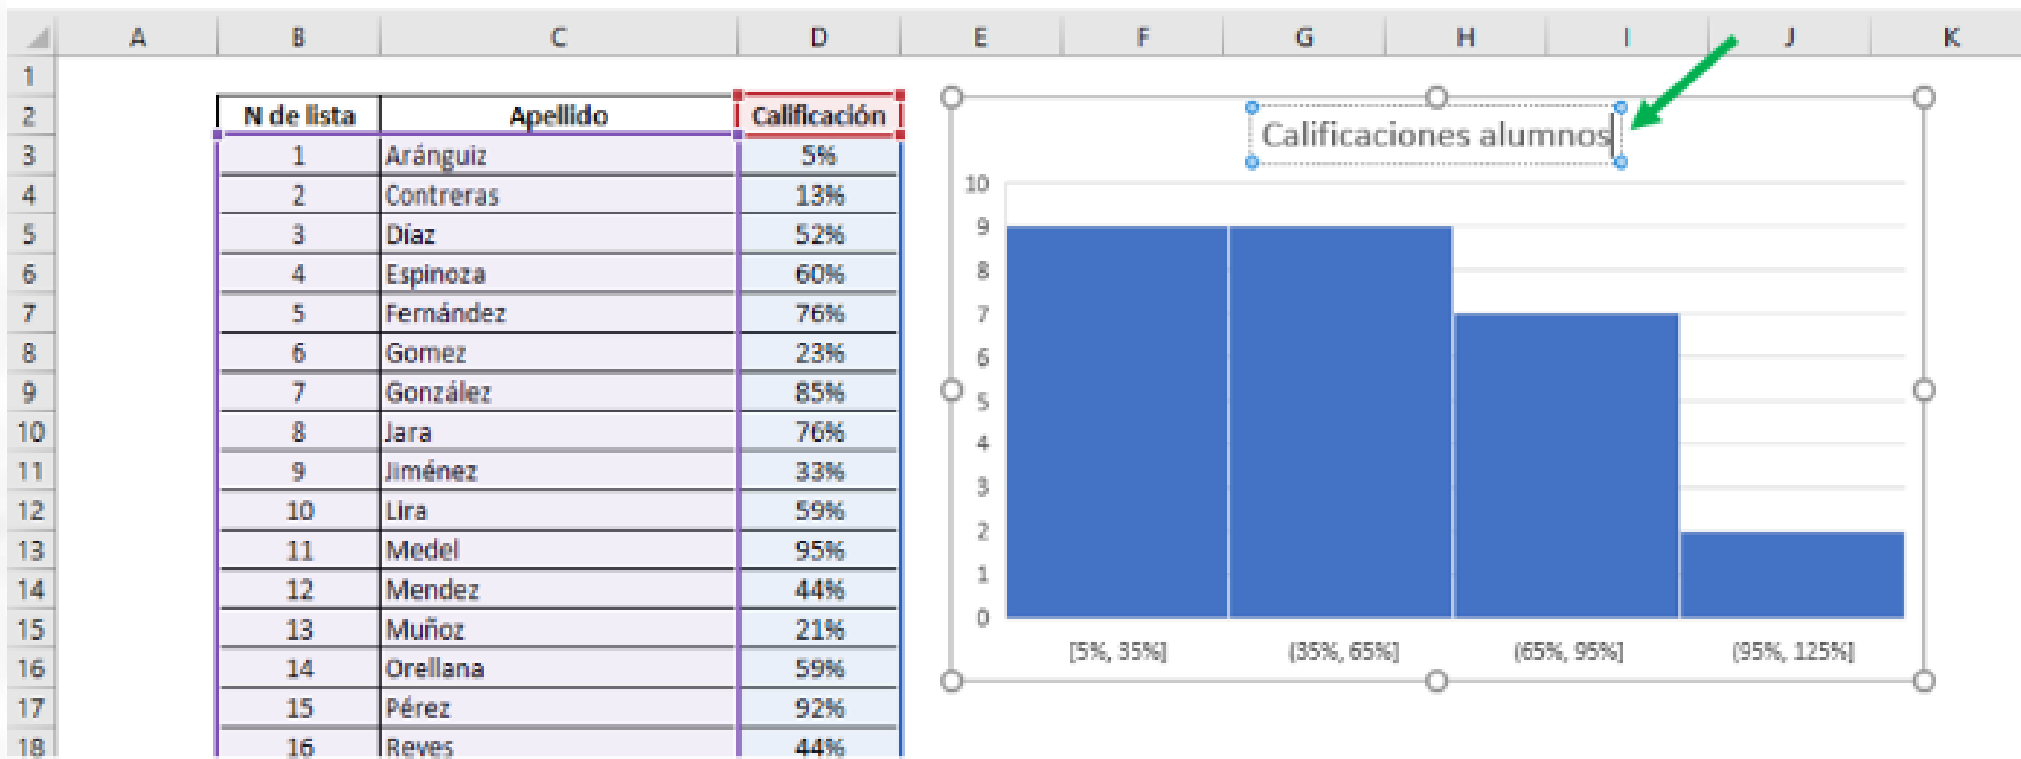 A B C D E F G H I J K
1
2 N de lista Apellido Calificación
3 1 Aránguiz 5%
4 2 Contreras 13%
5 3 Díaz 52%
6 4 Espinoza 60%
7 5 Fernández 76%
8 6 Gomez 23%
9 7 González 85%
10 8 Jara 76%
11 9 Jiménez 33%
12 10 Lira 59%
13 11 Medel 95%
14 12 Mendez 44%
15 13 Muñoz 21%
16 14 Orellana 59%
17 15 Pérez 92%
18 16 Reyes 44%
Calificaciones alumnos
10
9
8
7
6
5
4
3
2
1
0
[5%, 35%] (35%, 65%] (65%, 95%] (95%, 125%]